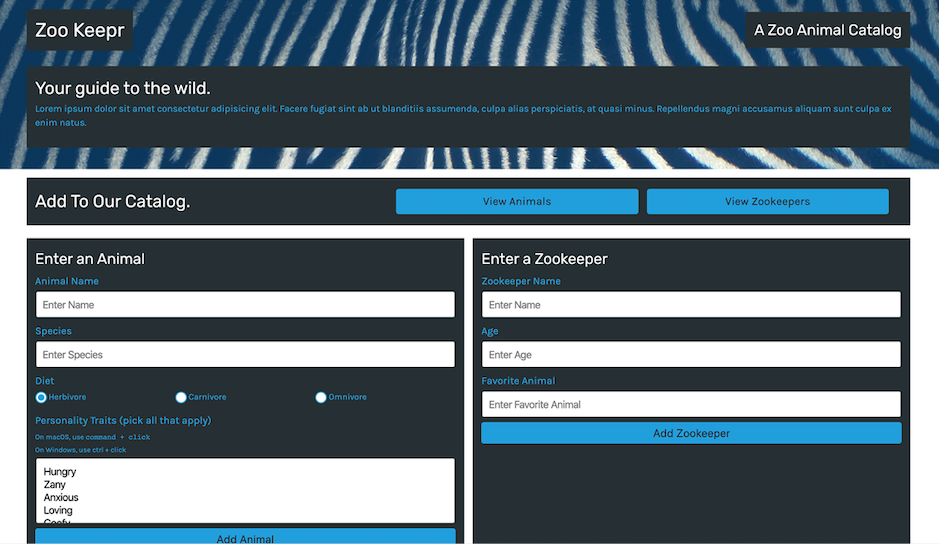 Zoo Keepr
A Zoo Animal Catalog
Your guide to the wild.
Lorem ipsum dolor sit amet consectetur adipisicing elit. Facere fugiat sint ab ut blanditiis assumenda, culpa alias perspiciatis, at quasi minus. Repellendus magni accusamus aliquam sunt culpa ex
enim natus.
Add To Our Catalog.
View Animals
View Zookeepers
Enter an Animal
Animal Name
Enter Name
Species
Enter Species
Diet
Herbivore
Carnivore
Omnivore
Personality Traits (pick all that apply)
On macOS, use command + click
On Windows, use ctrl + click
Hungry
Zany
Anxious
Loving
Goofy
Add Animal
Enter a Zookeeper
Zookeeper Name
Enter Name
Age
Enter Age
Favorite Animal
Enter Favorite Animal
Add Zookeeper